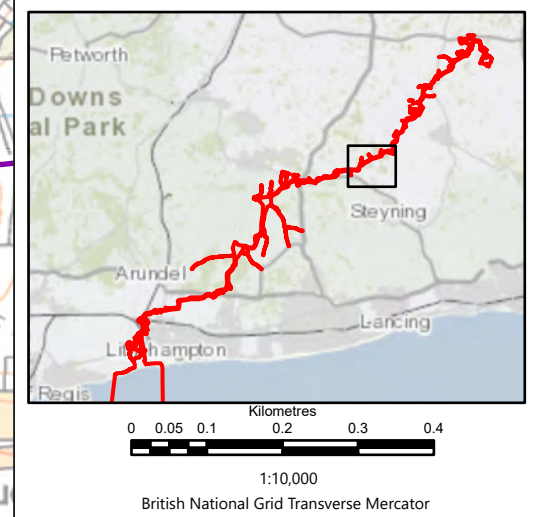 Petworth
Downs
al Park
Steyning
Arundel
Lancing
Regis
Kilometres
0 0.05 0.1 0.2 0.3 0.4
1:10,000
British National Grid Transverse Mercator